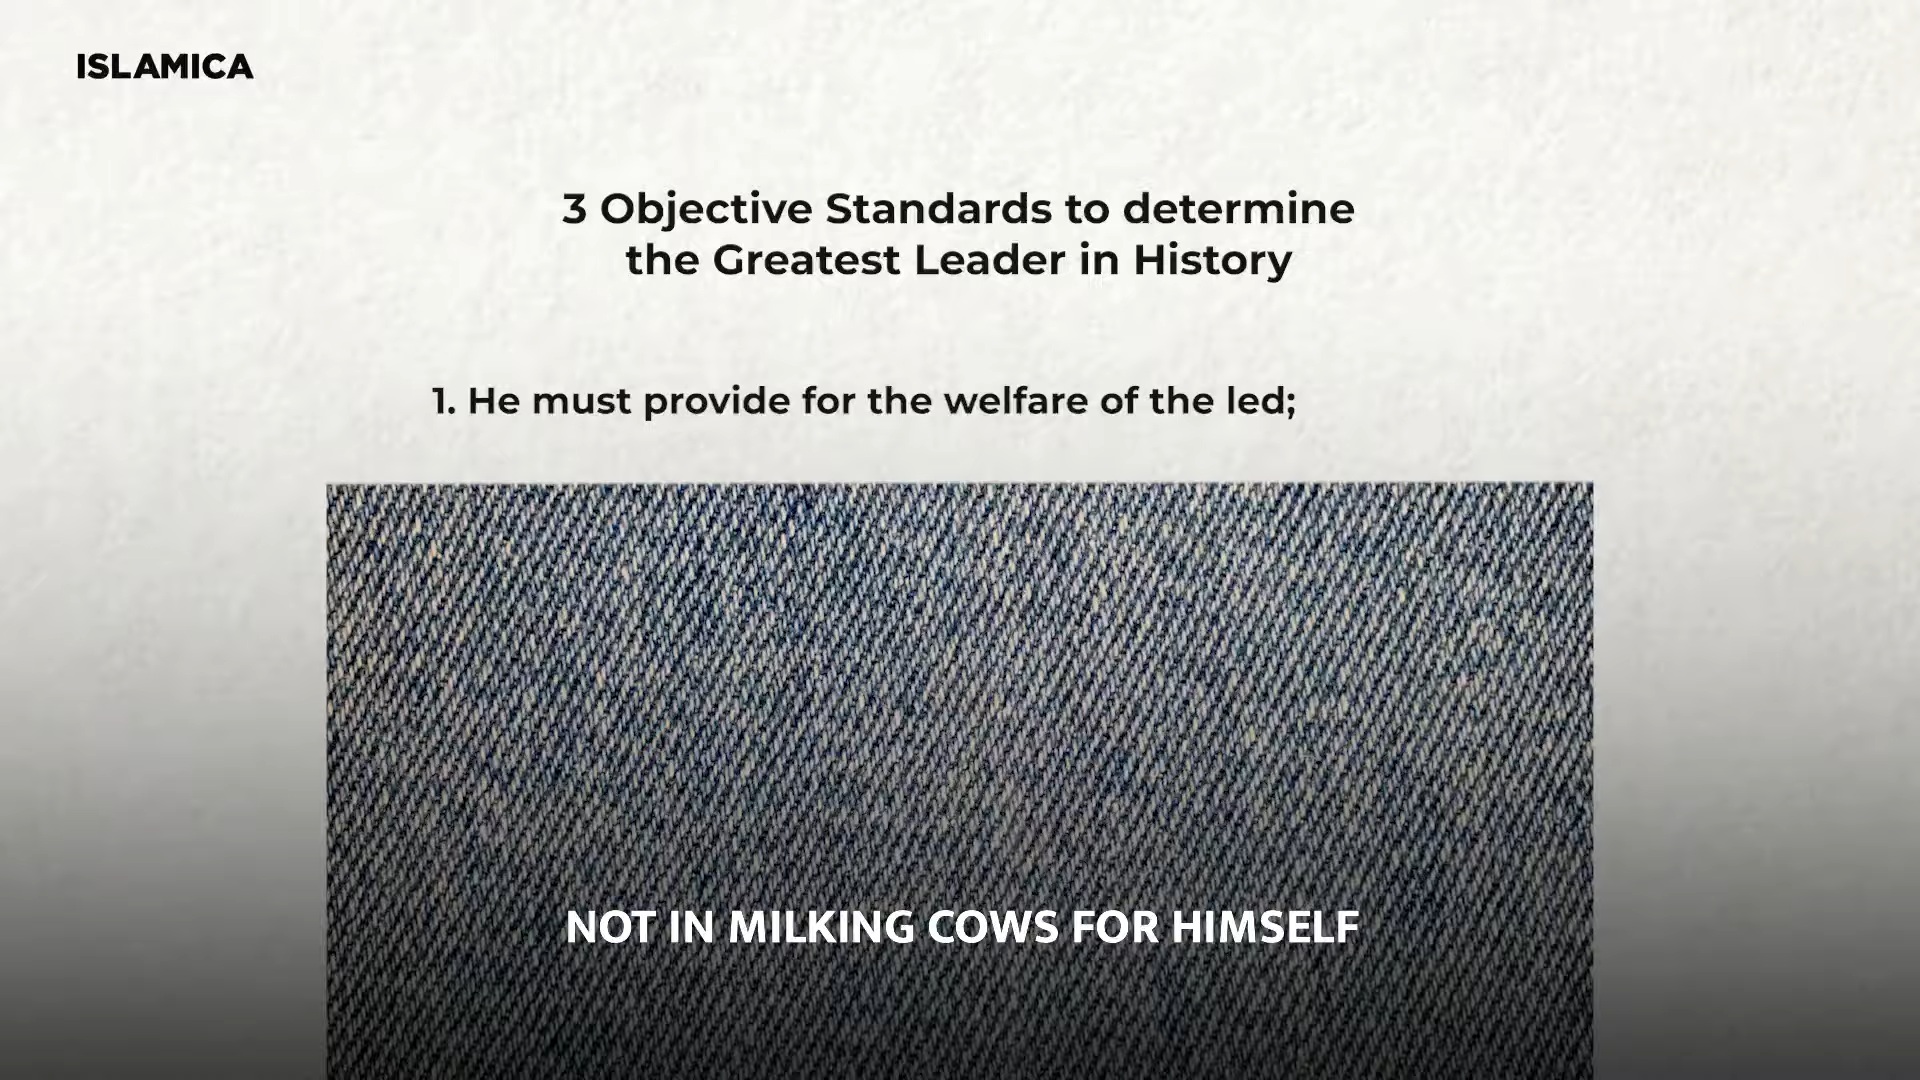 ISLAMICA
3 Objective Standards to determine
the Greatest Leader in History
1. He must provide for the welfare of the led;
NOT IN MILKING COWS FOR HIMSELF